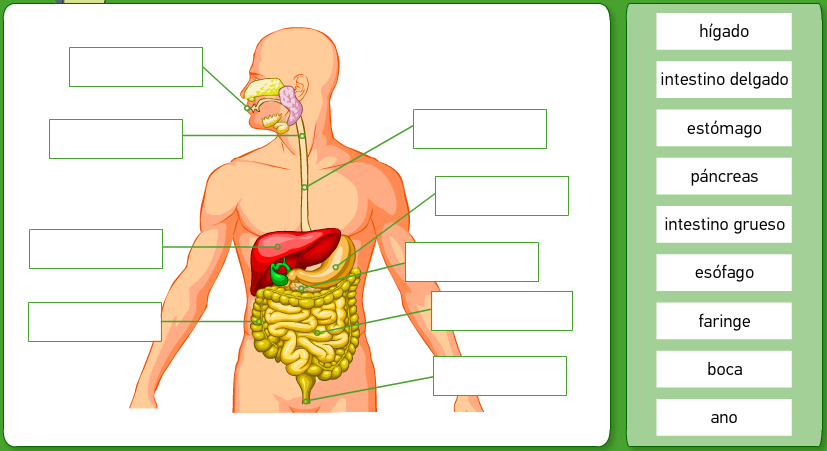 hígado
intestino delgado
estómago
páncreas
intestino grueso
esófago
faringe
boca
ano